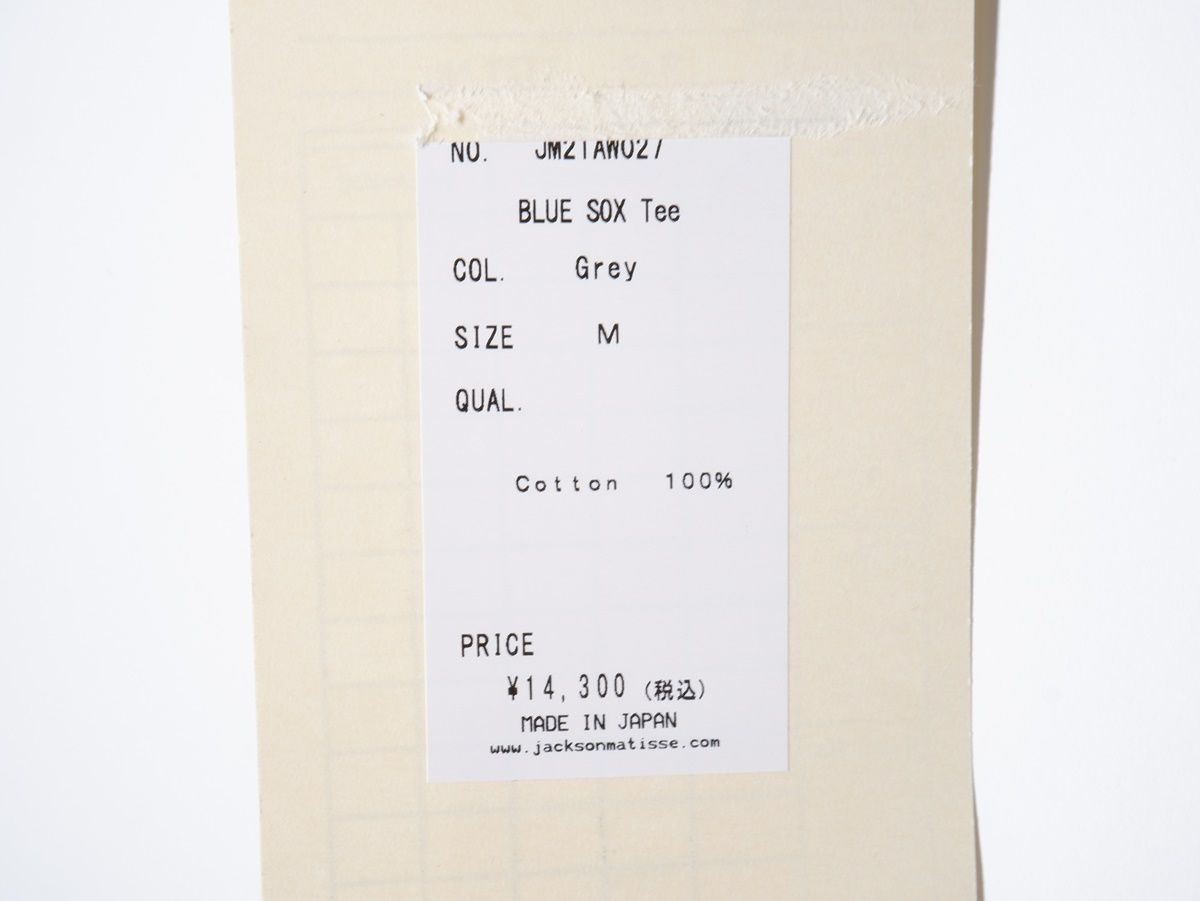 NO. JM21AW027
BLUE SOX Tee
COL. Grey
SIZE M
QUAL.
Cotton 100%
PRICE
¥14,300 (税込)
MADE IN JAPAN
www.jacksonmatisse.com